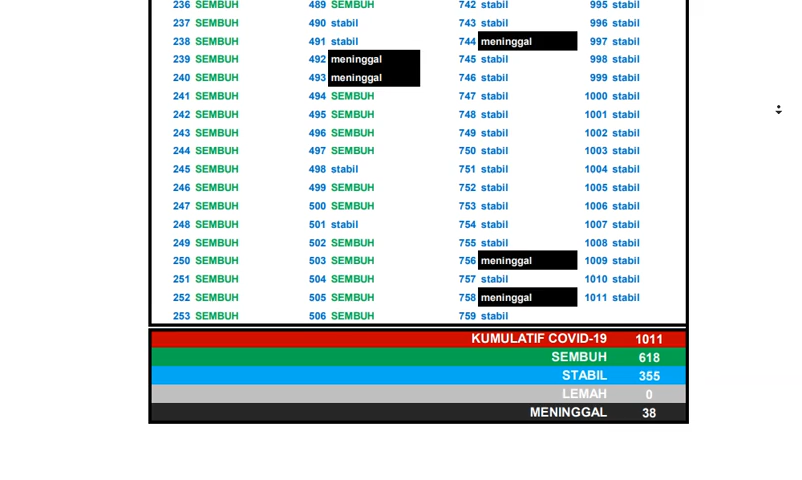 236 SEMBUH 489 SEMBUH 742 stabil 995 stabil
237 SEMBUH 490 stabil 743 stabil 996 stabil
238 SEMBUH 491 stabil 744 meninggal 997 stabil
239 SEMBUH 492 meninggal 745 stabil 998 stabil
240 SEMBUH 493 meninggal 746 stabil 999 stabil
241 SEMBUH 494 SEMBUH 747 stabil 1000 stabil
242 SEMBUH 495 SEMBUH 748 stabil 1001 stabil
243 SEMBUH 496 SEMBUH 749 stabil 1002 stabil
244 SEMBUH 497 SEMBUH 750 stabil 1003 stabil
245 SEMBUH 498 stabil 751 stabil 1004 stabil
246 SEMBUH 499 SEMBUH 752 stabil 1005 stabil
247 SEMBUH 500 SEMBUH 753 stabil 1006 stabil
248 SEMBUH 501 stabil 754 stabil 1007 stabil
249 SEMBUH 502 SEMBUH 755 stabil 1008 stabil
250 SEMBUH 503 SEMBUH 756 meninggal 1009 stabil
251 SEMBUH 504 SEMBUH 757 stabil 1010 stabil
252 SEMBUH 505 SEMBUH 758 meninggal 1011 stabil
253 SEMBUH 506 SEMBUH 759 stabil
KUMULATIF COVID-19 1011
SEMBUH 618
STABIL 355
LEMAH 0
MENINGGAL 38